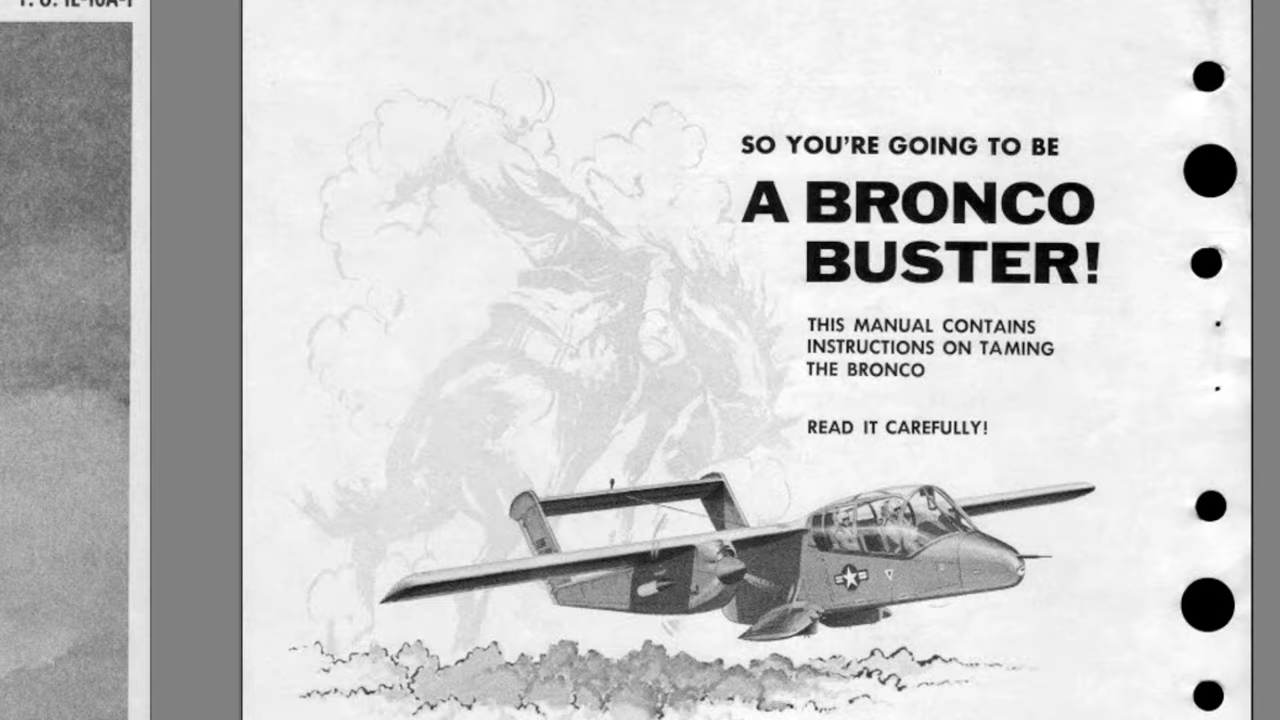 SO YOU'RE GOING TO BE
A BRONCO
BUSTER!
THIS MANUAL CONTAINS
INSTRUCTIONS ON TAMING
THE BRONCO
READ IT CAREFULLY!